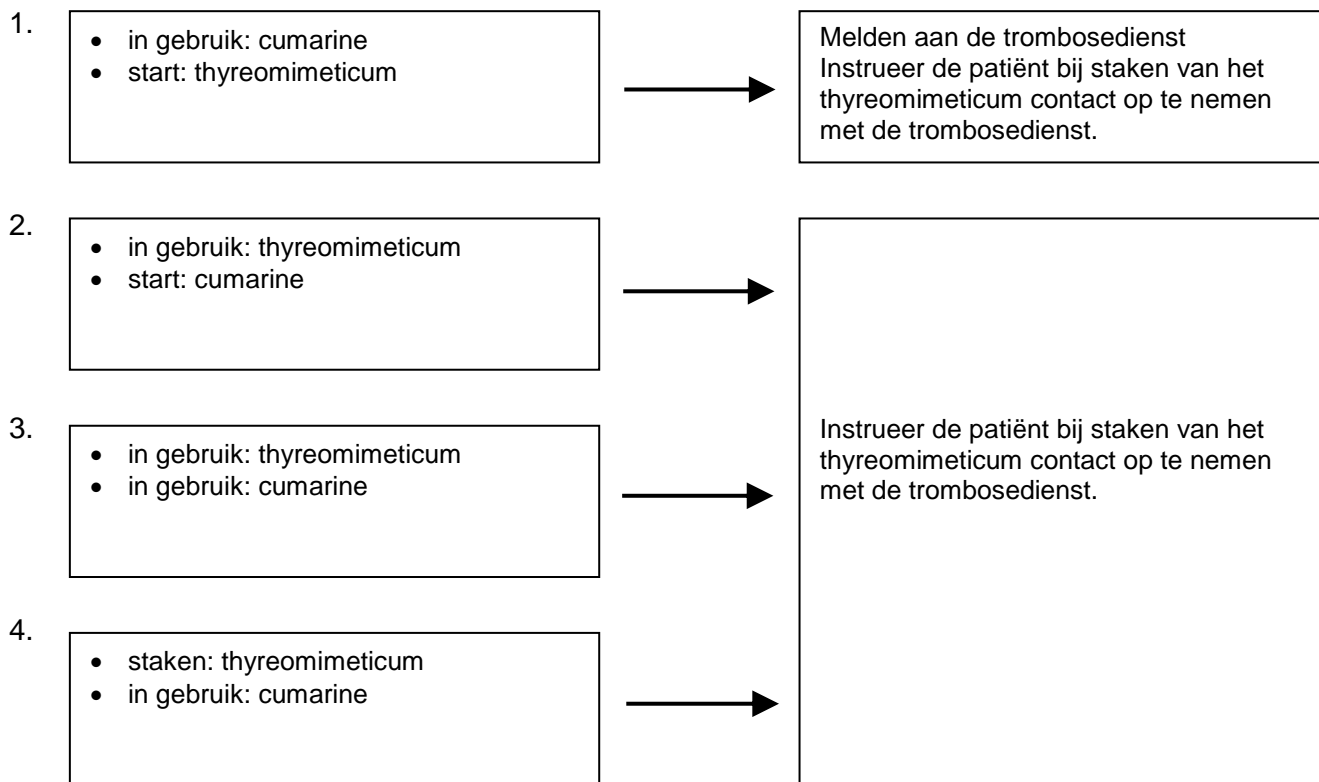 1.
• in gebruik: cumarine
• start: thyreomimeticum
Melden aan de trombosedienst
Instrueer de patiënt bij staken van het
thyreomimeticum contact op te nemen
met de trombosedienst.
2.
• in gebruik: thyreomimeticum
• start: cumarine
3.
• in gebruik: thyreomimeticum
• in gebruik: cumarine
Instrueer de patiënt bij staken van het
thyreomimeticum contact op te nemen
met de trombosedienst.
4.
• staken: thyreomimeticum
• in gebruik: cumarine